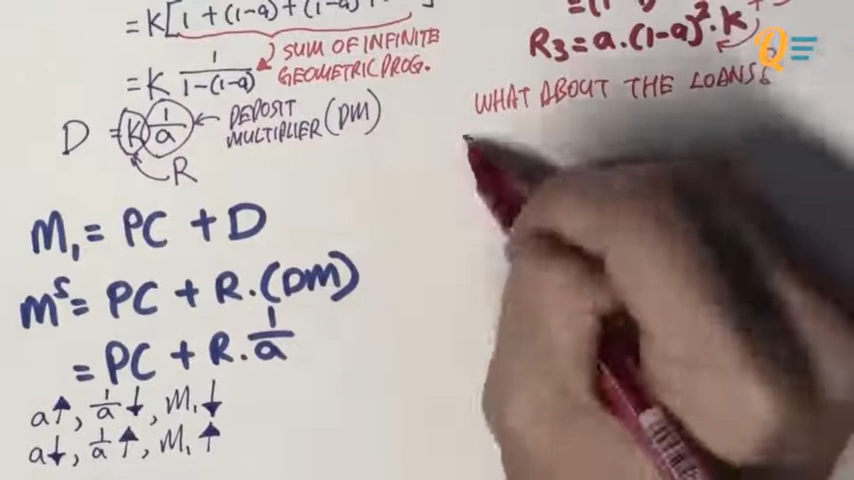 = K[1 + (1-a) + (1-a)
= K 1/(1-(1-a))
SUM OF INFINITE
GEOMETRIC PROG.
D = K 1/a
DEPOSIT
MULTIPLIER (DM)
R
M₁ = PC + D
Mˢ = PC + R.(DM)
= PC + R. 1/a
a↑, 1/a ↓, M₁↓
a↓, 1/a ↑, M₁↑
R₃ = a.(1-a)².K
WHAT ABOUT THE LOANS?